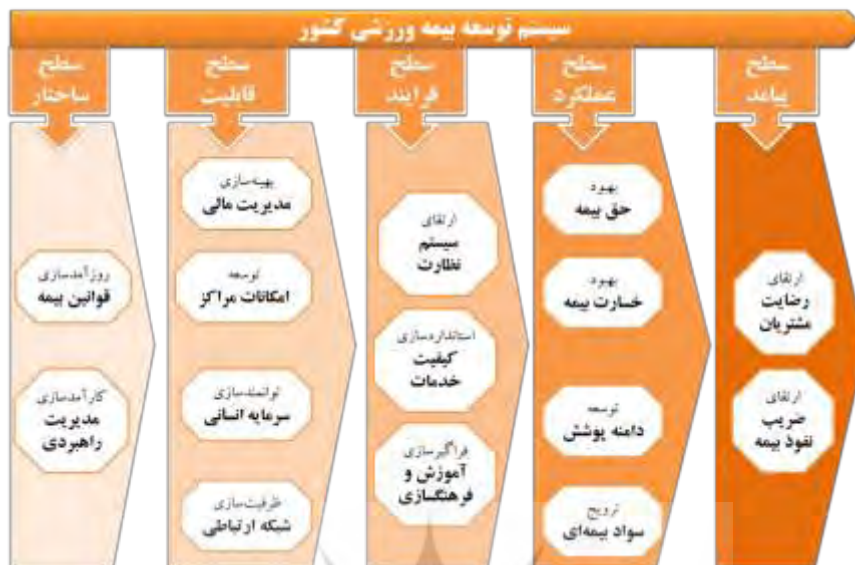 سیستم توسعه بیمه ورزشی کشور
سطح
ساختار
روزآمدسازی
قوانین بیمه
کارآمدسازی
مدیریت
راهبردی
سطح
قابلیت
بهینه‌سازی
مدیریت مالی
توسعه
امکانات مراکز
توانمندسازی
سرمایه انسانی
ظرفیت‌سازی
شبکه ارتباطی
سطح
فرایند
ارتقای
سیستم
نظارت
استانداردسازی
کیفیت
خدمات
فراگیرسازی
آموزش و
فرهنگسازی
سطح
عملکرد
بهبود
حق بیمه
بهبود
خسارت بیمه
توسعه
دامنه پوشش
ترویج
سواد بیمه‌ای
سطح
پیامد
ارتقای
رضایت
مشتریان
ارتقای
ضریب
نفوذ بیمه